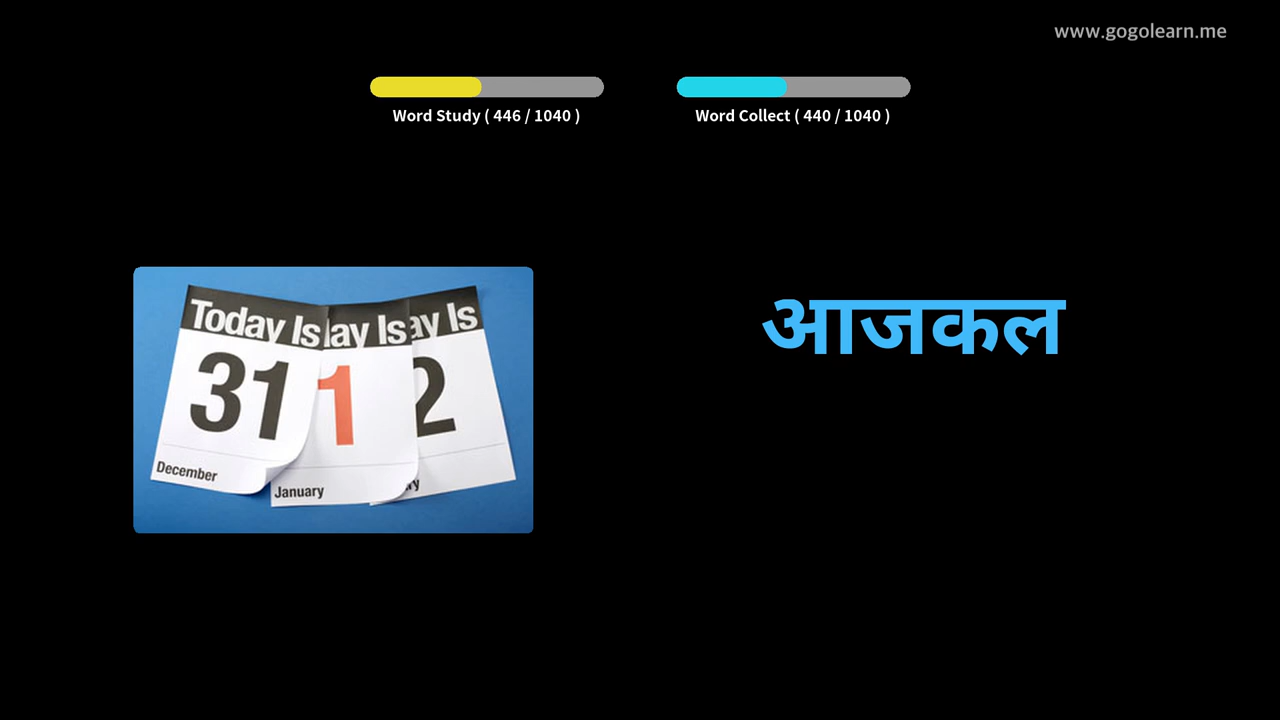 www.gogolearn.me
Word Study ( 446 / 1040 )
Word Collect ( 440 / 1040 )
Today Is
ay Is
ay Is
31
1
2
December
January
ry
आजकल